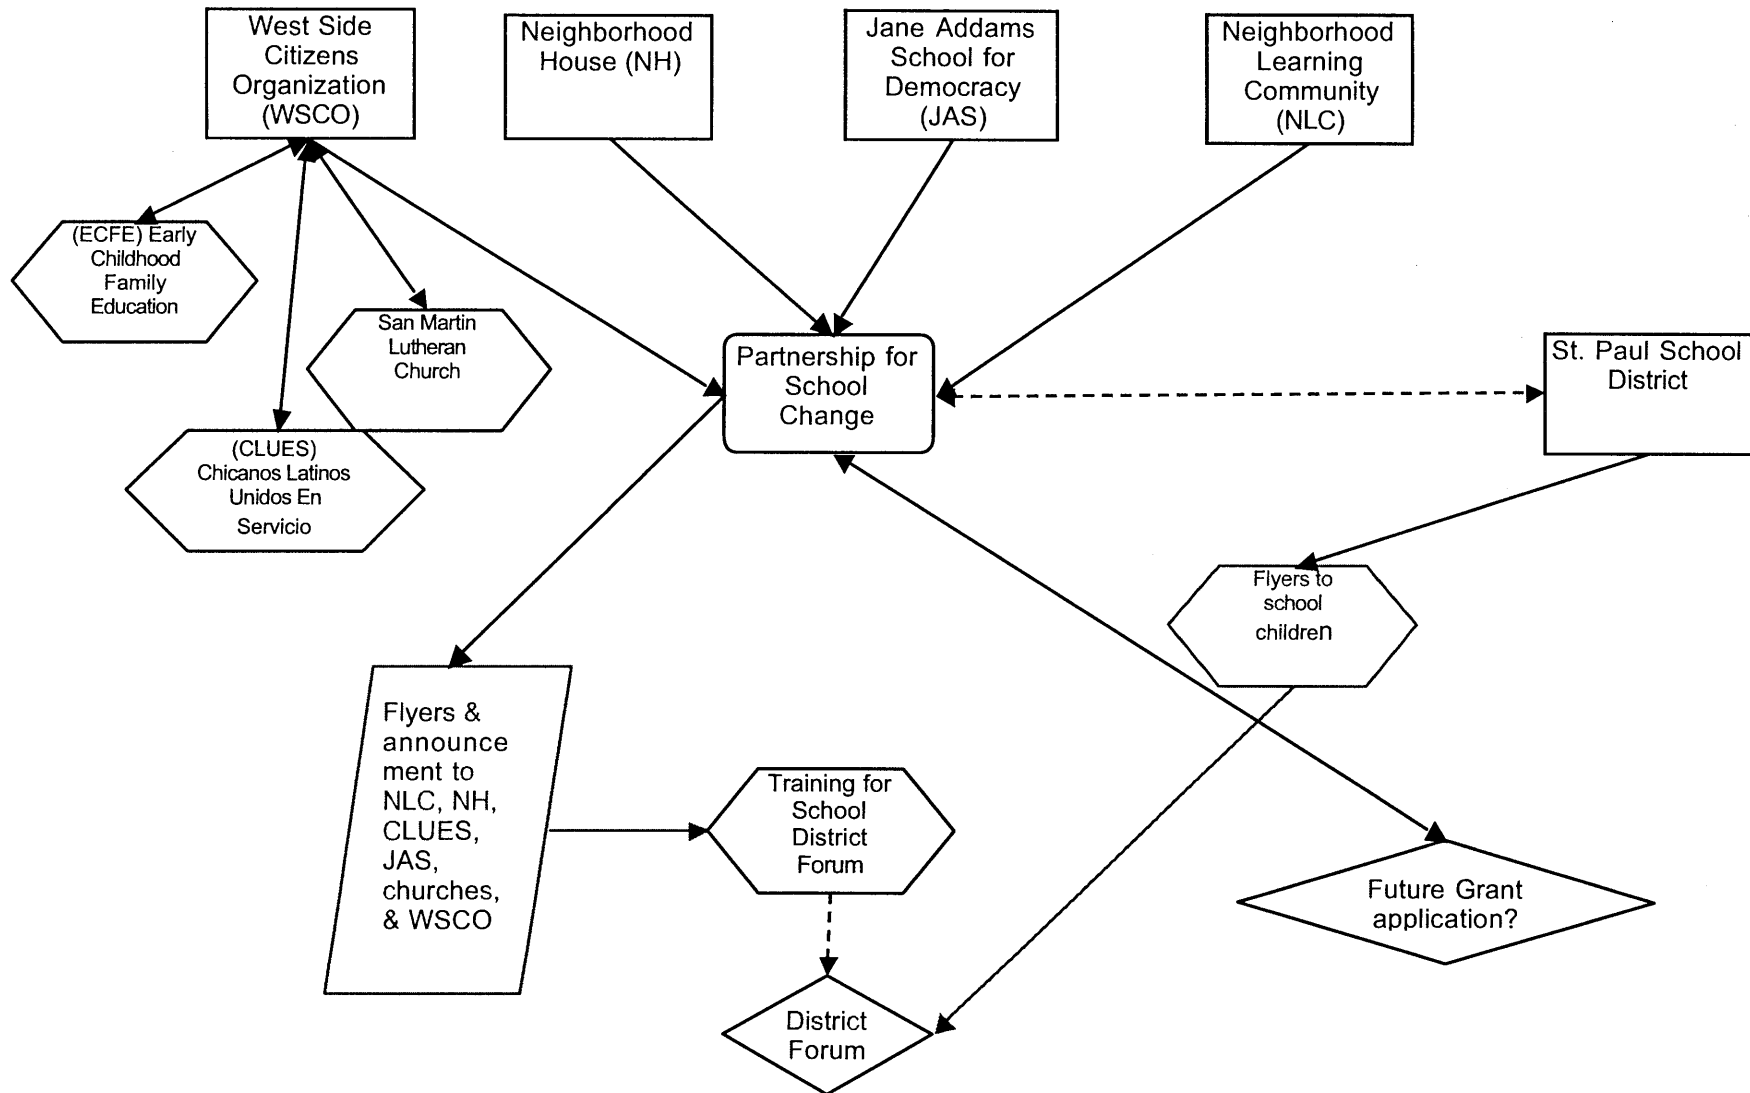 West Side
Citizens
Organization
(WSCO)
Neighborhood
House (NH)
Jane Addams
School for
Democracy
(JAS)
Neighborhood
Learning
Community
(NLC)
(ECFE) Early
Childhood
Family
Education
San Martin
Lutheran
Church
(CLUES)
Chicanos Latinos
Unidos En
Servicio
Partnership for
School
Change
St. Paul School
District
Flyers to
school
children
Flyers &
announce
ment to
NLC, NH,
CLUES,
JAS,
churches,
& WSCO
Training for
School
District
Forum
Future Grant
application?
District
Forum